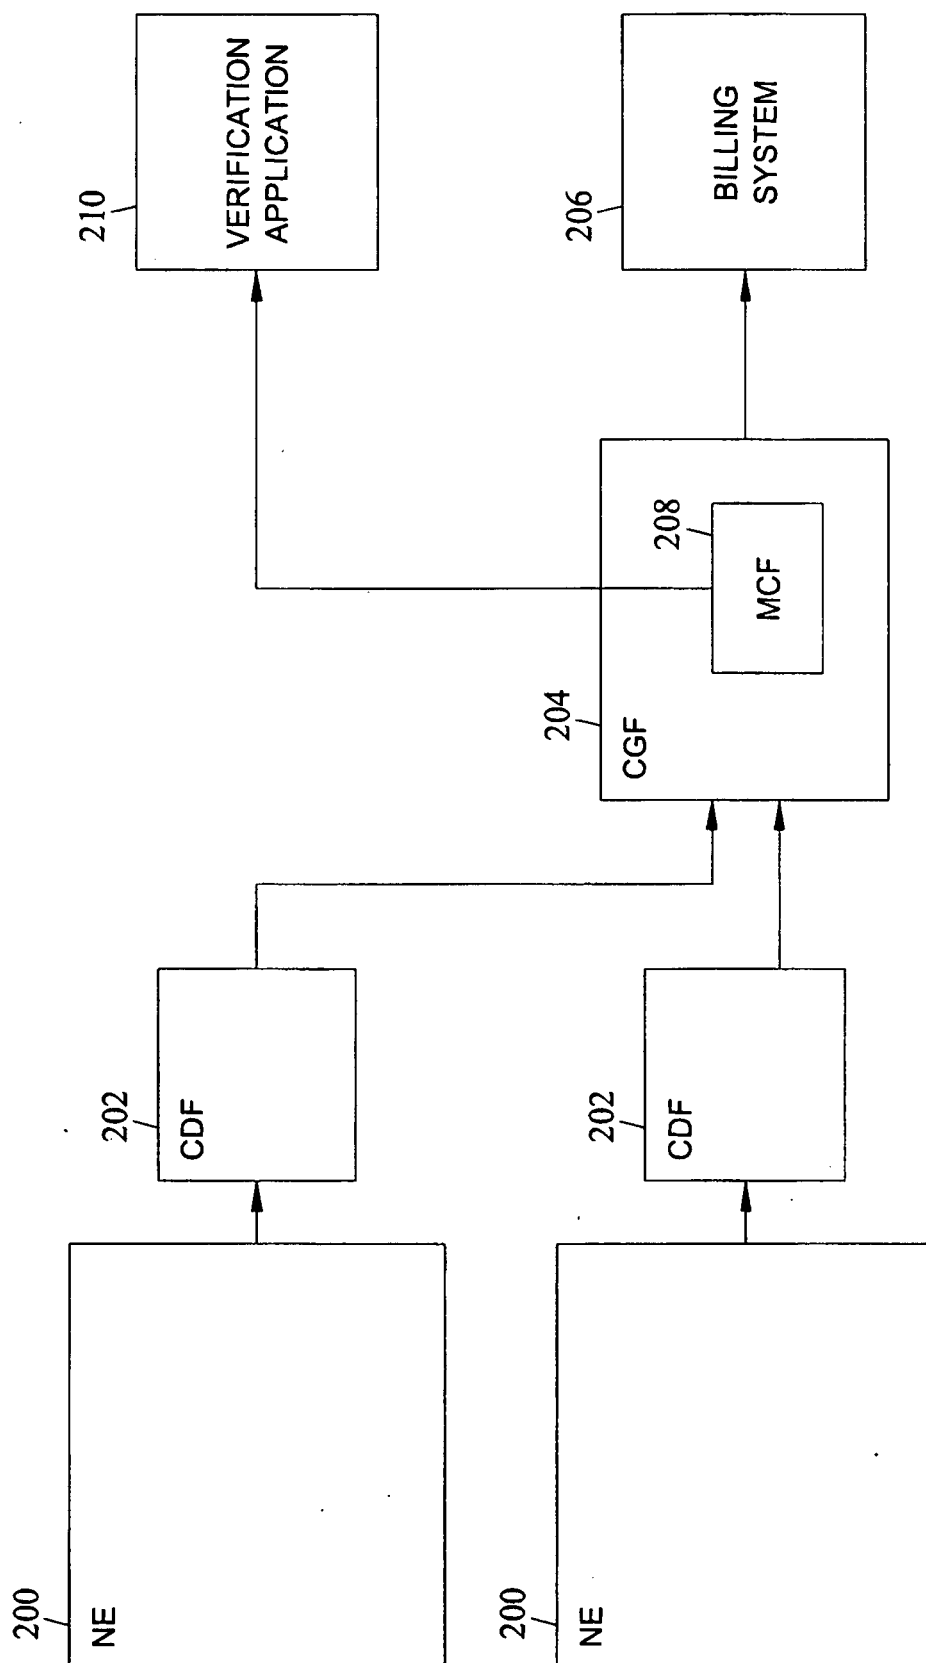 200
NE
202
CDF
204
CGF
208
MCF
210
VERIFICATION
APPLICATION
200
NE
202
CDF
206
BILLING
SYSTEM